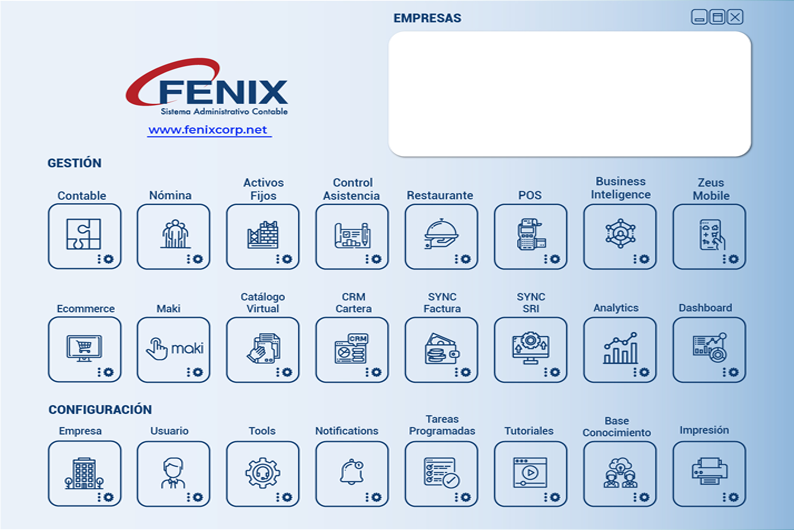 EMPRESAS
FENIX
Sistema Administrativo Contable
www.fenixcorp.net
GESTIÓN
Contable
Nómina
Activos
Fijos
Control
Asistencia
Restaurante
POS
Business
Inteligence
Zeus
Mobile
Ecommerce
Maki
maki
Catálogo
Virtual
CRM
Cartera
CRM
SYNC
Factura
SYNC
SRI
Analytics
Dashboard
CONFIGURACIÓN
Empresa
Usuario
Tools
Notifications
Tareas
Programadas
Tutoriales
Base
Conocimiento
Impresión